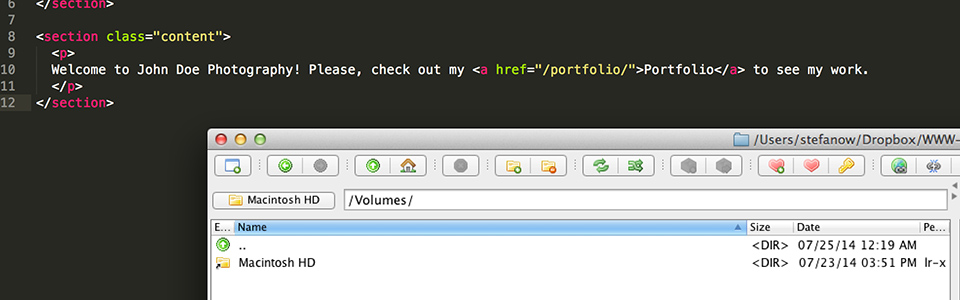 6 </section>
7
8 <section class="content">
9 <p>
10 Welcome to John Doe Photography! Please, check out my <a href="/portfolio/">Portfolio</a> to see my work.
11 </p>
12 </section>
/Users/stefanow/Dropbox/WWW-
Macintosh HD /Volumes/
E... Name Size Date Pe...
.. <DIR> 07/25/14 12:19 AM
Macintosh HD <DIR> 07/23/14 03:51 PM lr-x